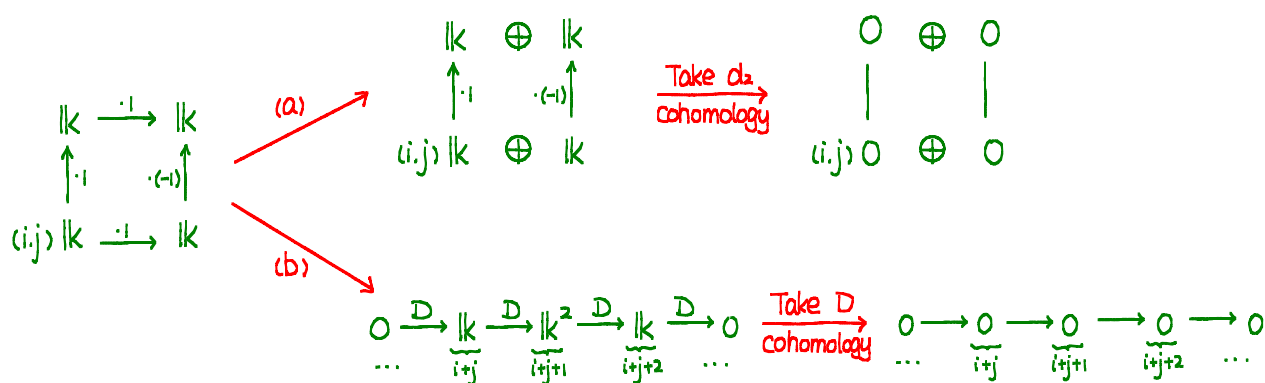 𝕜 ·1 𝕜
·1 ·(-1)
(i.j) 𝕜 ·1 𝕜
(a)
(b)
𝕜 ⊕ 𝕜
·1 ·(-1)
(i.j) 𝕜 ⊕ 𝕜
Take d₂
cohomology
0 ⊕ 0
(i.j) 0 ⊕ 0
0 D 𝕜 D 𝕜² D 𝕜 D 0
... i+j i+j+1 i+j+2 ...
Take D
cohomology
0 → 0 → 0 → 0 → 0
... i+j i+j+1 i+j+2 ...